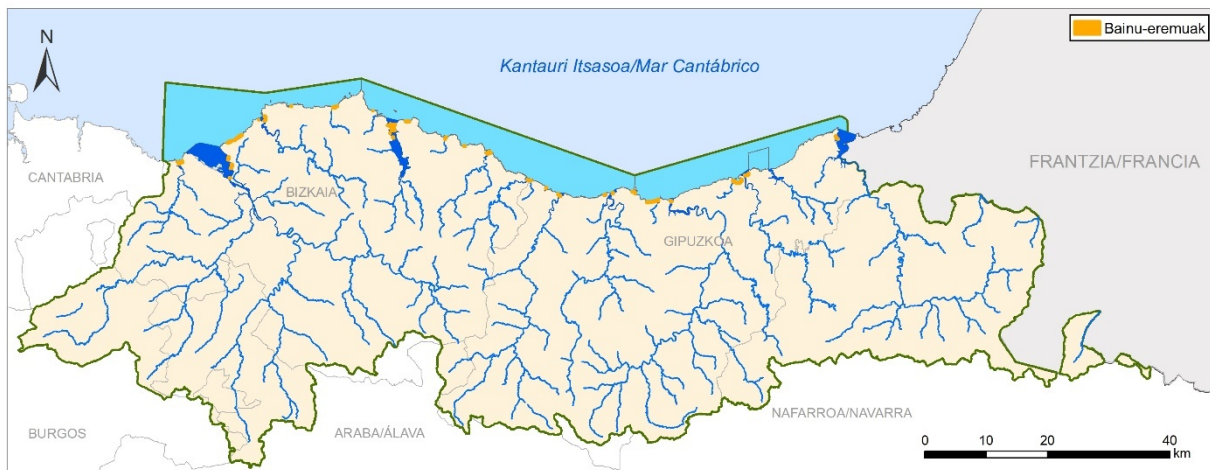 N
Bainu-eremuak
Kantauri Itsasoa/Mar Cantábrico
FRANTZIA/FRANCIA
CANTABRIA
BIZKAIA
GIPUZKOA
NAFARROA/NAVARRA
BURGOS
ARABA/ÁLAVA
0 10 20 40
km